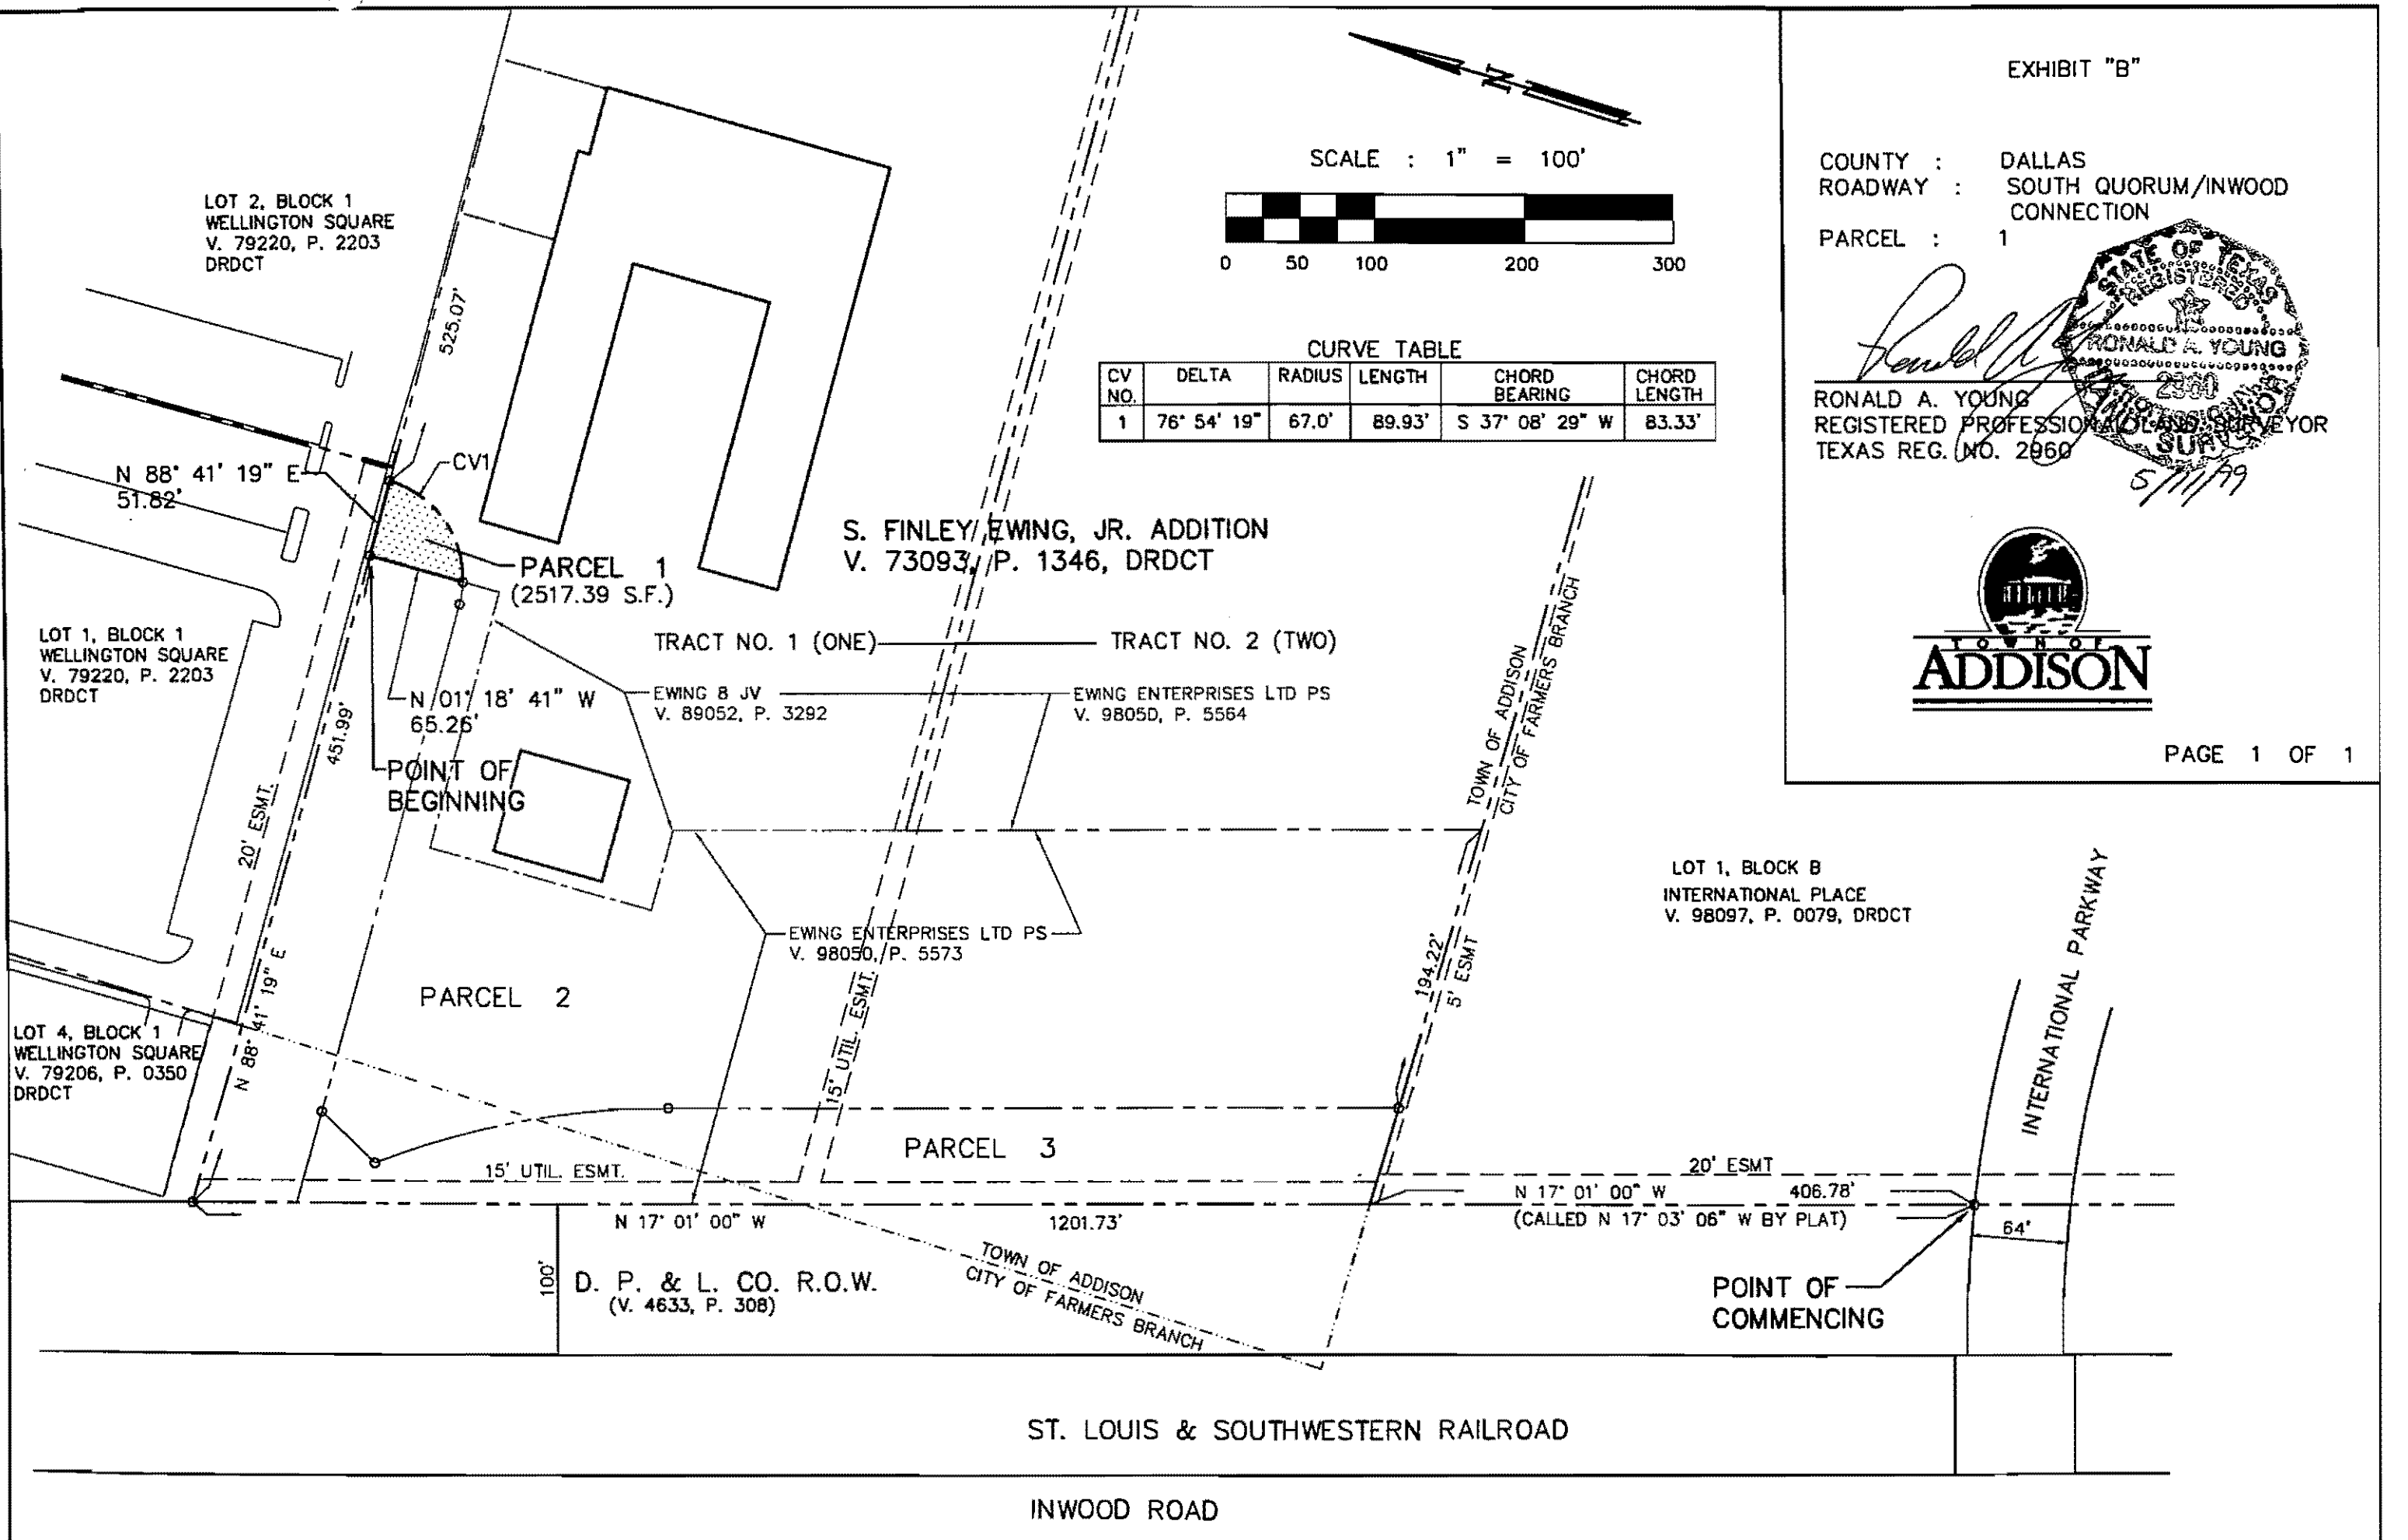 LOT 2, BLOCK 1
WELLINGTON SQUARE
V. 79220, P. 2203
DRDCT
525.07'
N
SCALE : 1" = 100'
0 50 100 200 300
CURVE TABLE
CV NO. DELTA RADIUS LENGTH CHORD BEARING CHORD LENGTH
1 76° 54' 19" 67.0' 89.93' S 37° 08' 29" W 83.33'
EXHIBIT "B"
COUNTY : DALLAS
ROADWAY : SOUTH QUORUM/INWOOD
CONNECTION
PARCEL : 1
STATE OF TEXAS
REGISTERED
RONALD A. YOUNG
2960
PROFESSIONAL
LAND SURVEYOR
RONALD A. YOUNG
REGISTERED PROFESSIONAL LAND SURVEYOR
TEXAS REG. NO. 2960
5/11/99
TOWN OF
ADDISON
PAGE 1 OF 1
N 88° 41' 19" E
51.82'
CV1
PARCEL 1
(2517.39 S.F.)
S. FINLEY EWING, JR. ADDITION
V. 73093, P. 1346, DRDCT
TRACT NO. 1 (ONE)
TRACT NO. 2 (TWO)
LOT 1, BLOCK 1
WELLINGTON SQUARE
V. 79220, P. 2203
DRDCT
N 01° 18' 41" W
65.26'
EWING 8 JV
V. 89052, P. 3292
EWING ENTERPRISES LTD PS
V. 98050, P. 5564
451.99'
POINT OF
BEGINNING
20' ESMT.
TOWN OF ADDISON
CITY OF FARMERS BRANCH
EWING ENTERPRISES LTD PS
V. 98050, P. 5573
LOT 1, BLOCK B
INTERNATIONAL PLACE
V. 98097, P. 0079, DRDCT
INTERNATIONAL PARKWAY
194.22'
5' ESMT
PARCEL 2
N 88° 41' 19" E
LOT 4, BLOCK 1
WELLINGTON SQUARE
V. 79206, P. 0350
DRDCT
15' UTIL. ESMT.
PARCEL 3
15' UTIL. ESMT.
20' ESMT
N 17° 01' 00" W 406.78'
(CALLED N 17° 03' 06" W BY PLAT)
64'
N 17° 01' 00" W
1201.73'
100'
D. P. & L. CO. R.O.W.
(V. 4633, P. 308)
TOWN OF ADDISON
CITY OF FARMERS BRANCH
POINT OF
COMMENCING
ST. LOUIS & SOUTHWESTERN RAILROAD
INWOOD ROAD